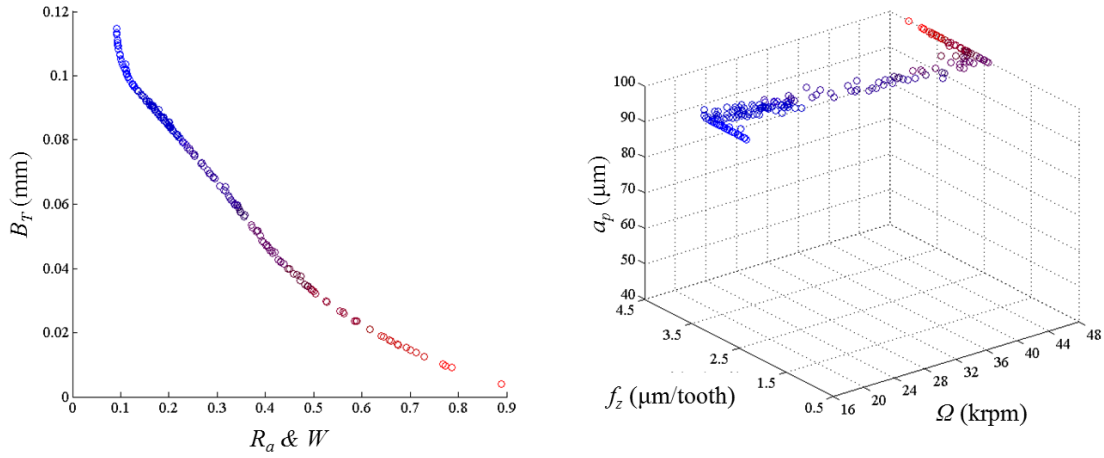 0.12
0.1
0.08
0.06
0.04
0.02
0
B_T (mm)
0 0.1 0.2 0.3 0.4 0.5 0.6 0.7 0.8 0.9
R_a & W
100
90
80
70
60
50
40
a_p (μm)
4.5 3.5 2.5 1.5 0.5
f_z (μm/tooth)
16 20 24 28 32 36 40 44 48
Ω (krpm)